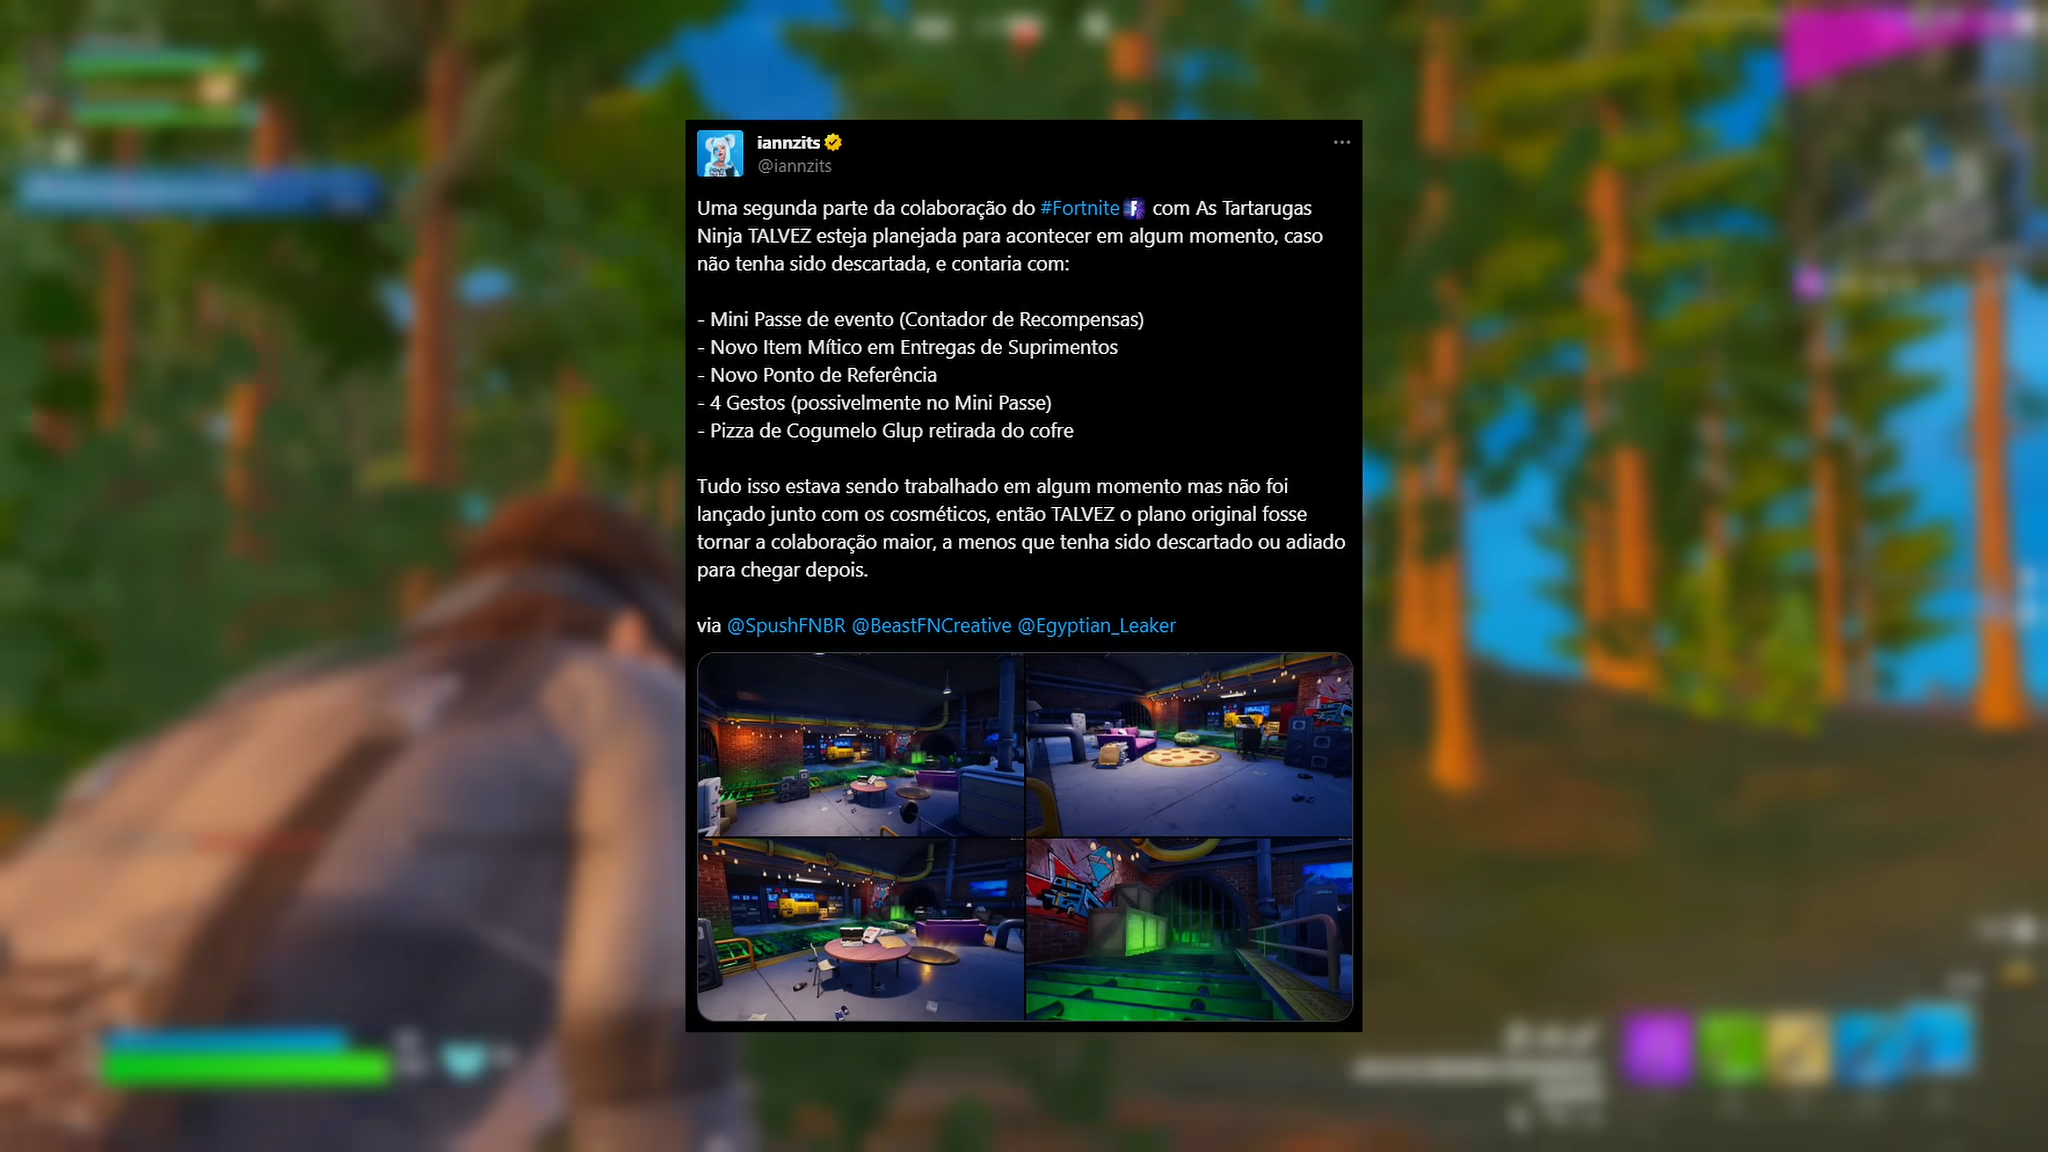 iannzits
@iannzits
Uma segunda parte da colaboração do #Fortnite com As Tartarugas
Ninja TALVEZ esteja planejada para acontecer em algum momento, caso
não tenha sido descartada, e contaria com:
- Mini Passe de evento (Contador de Recompensas)
- Novo Item Mítico em Entregas de Suprimentos
- Novo Ponto de Referência
- 4 Gestos (possivelmente no Mini Passe)
- Pizza de Cogumelo Glup retirada do cofre
Tudo isso estava sendo trabalhado em algum momento mas não foi
lançado junto com os cosméticos, então TALVEZ o plano original fosse
tornar a colaboração maior, a menos que tenha sido descartado ou adiado
para chegar depois.
via @SpushFNBR @BeastFNCreative @Egyptian_Leaker